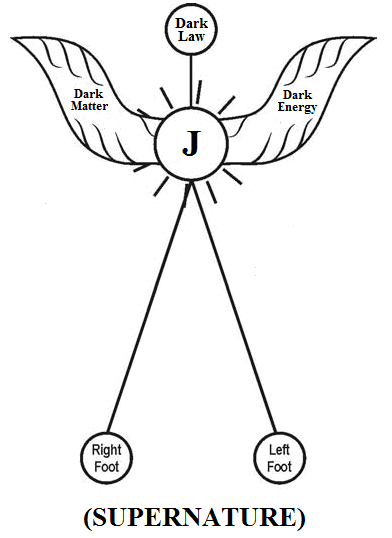 Dark
Law
Dark
Matter
Dark
Energy
J
Right
Foot
Left
Foot
(SUPERNATURE)